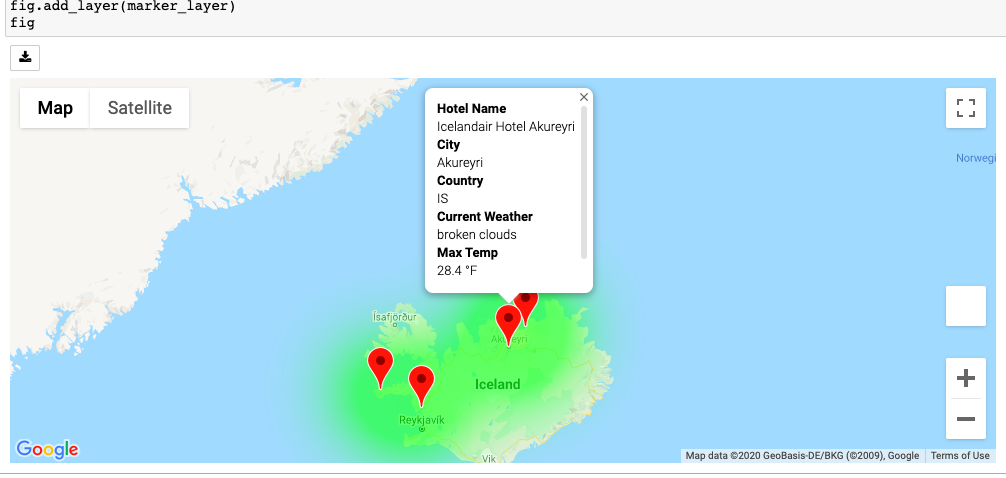 fig.add_layer(marker_layer)
fig
Map
Satellite
Hotel Name
Icelandair Hotel Akureyri
City
Akureyri
Country
IS
Current Weather
broken clouds
Max Temp
28.4 °F
Norwegi
Ísafjörður
Akureyri
Iceland
Reykjavík
Vik
Google
Map data ©2020 GeoBasis-DE/BKG (©2009), Google
Terms of Use